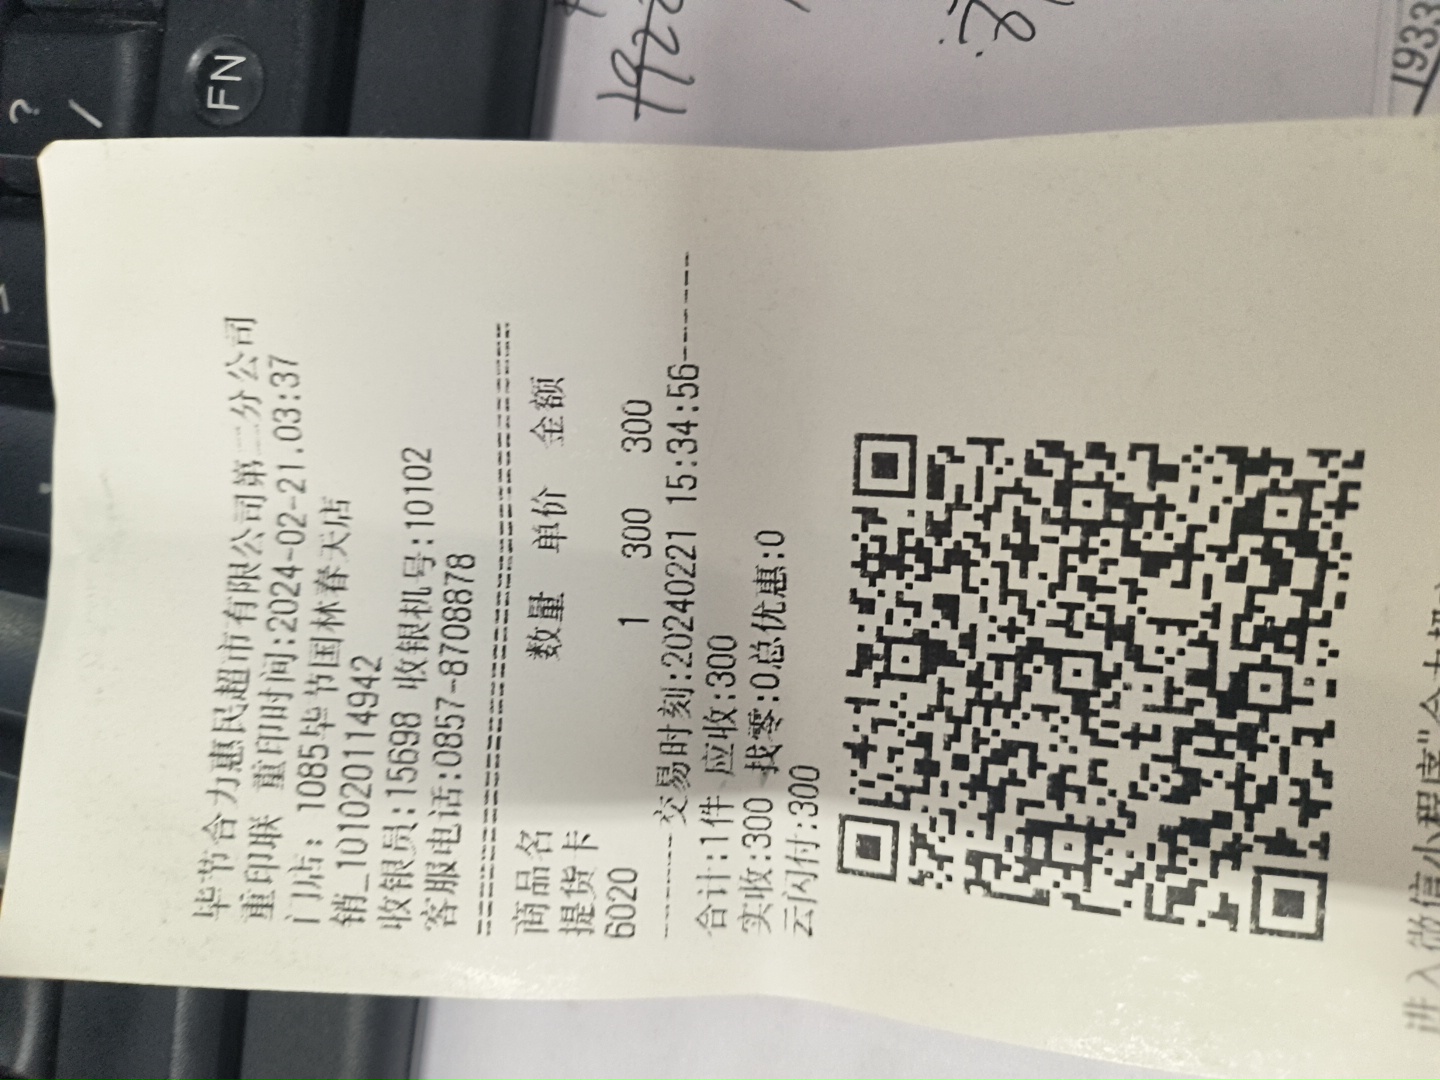 毕节合力惠民超市有限公司第二分公司
重印联 重印时间:2024-02-21.03:37
门店: 1085毕节国林春天店
销_1010201114942
收银员:15698 收银机号:10102
客服电话:0857-8708878
商品名 数量 单价 金额
提货卡
6020 1 300 300
交易时刻:20240221 15:34:56
合计:1件 应收:300
实收:300 找零:0总优惠:0
云闪付:300
FN
?
/
1933